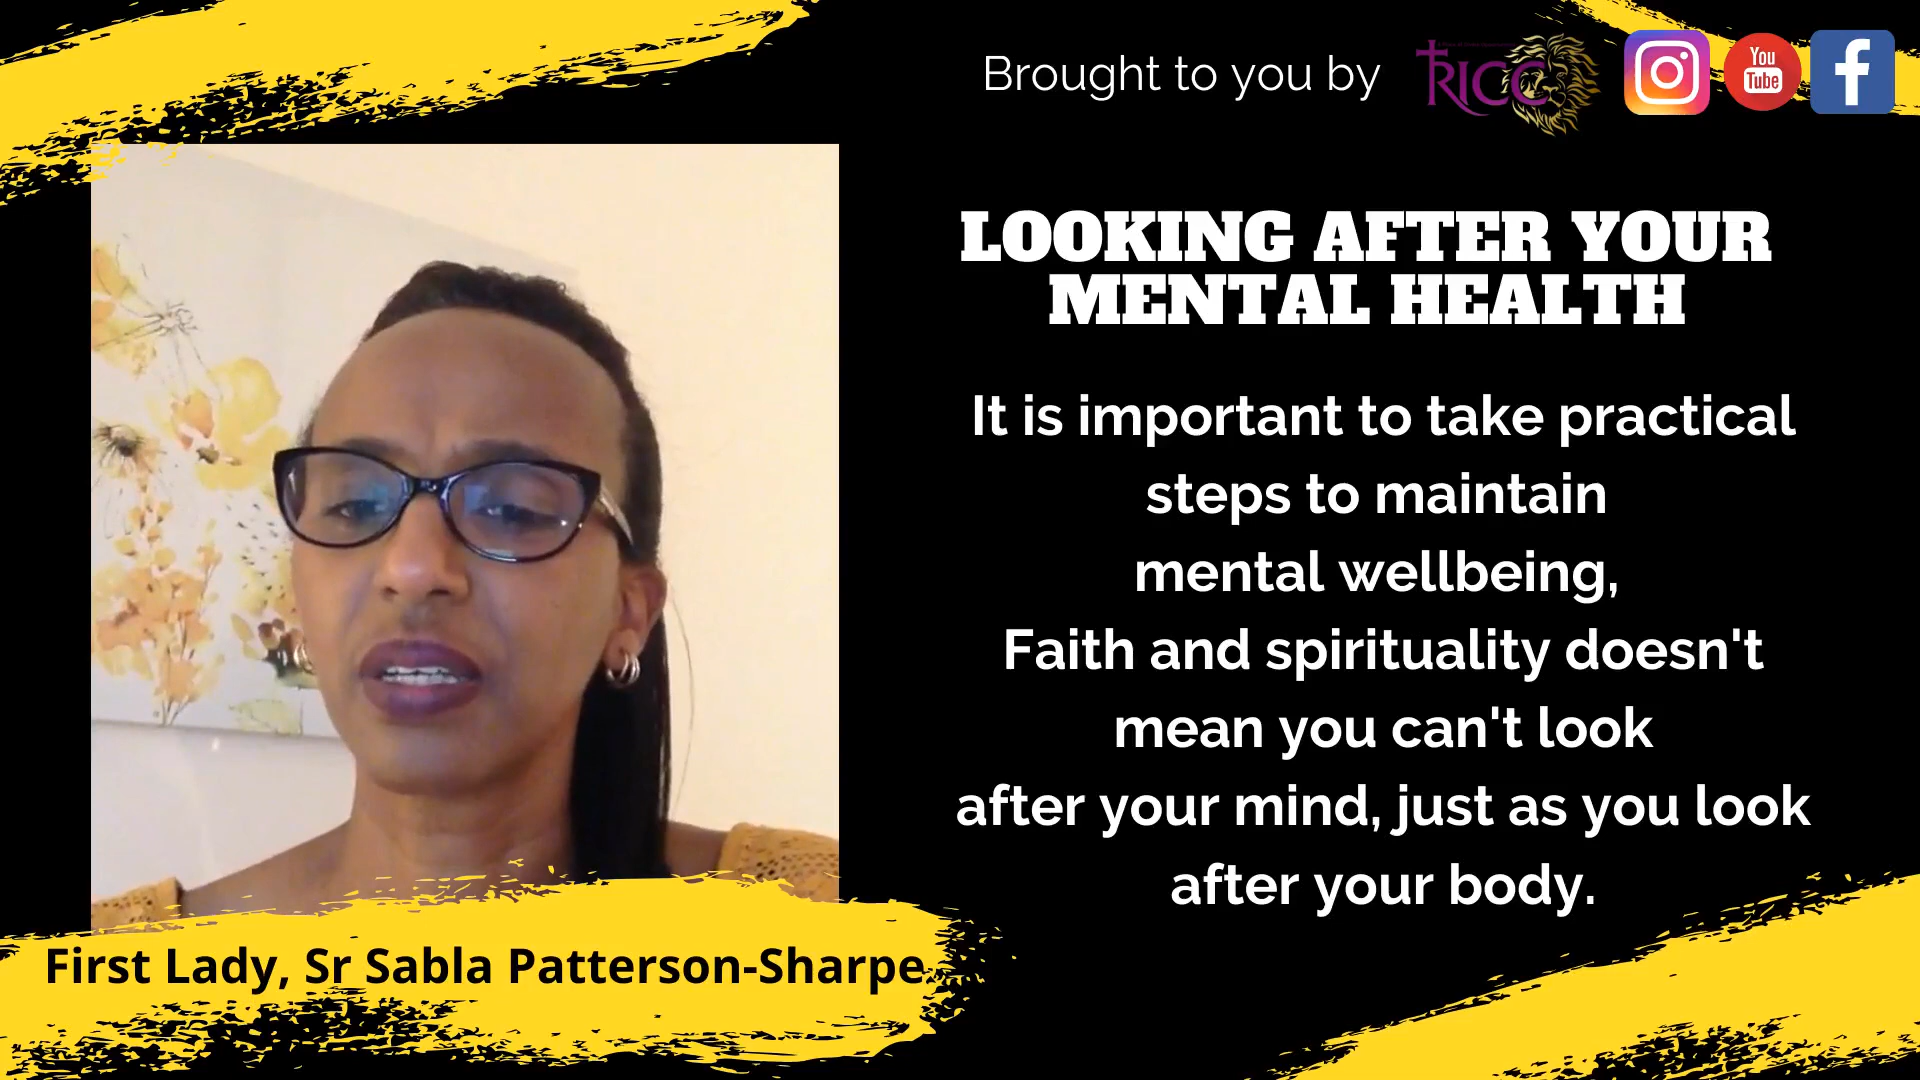 Brought to you by
RICC
You
Tube
f
LOOKING AFTER YOUR
MENTAL HEALTH
It is important to take practical
steps to maintain
mental wellbeing,
Faith and spirituality doesn't
mean you can't look
after your mind, just as you look
after your body.
First Lady, Sr Sabla Patterson-Sharpe.